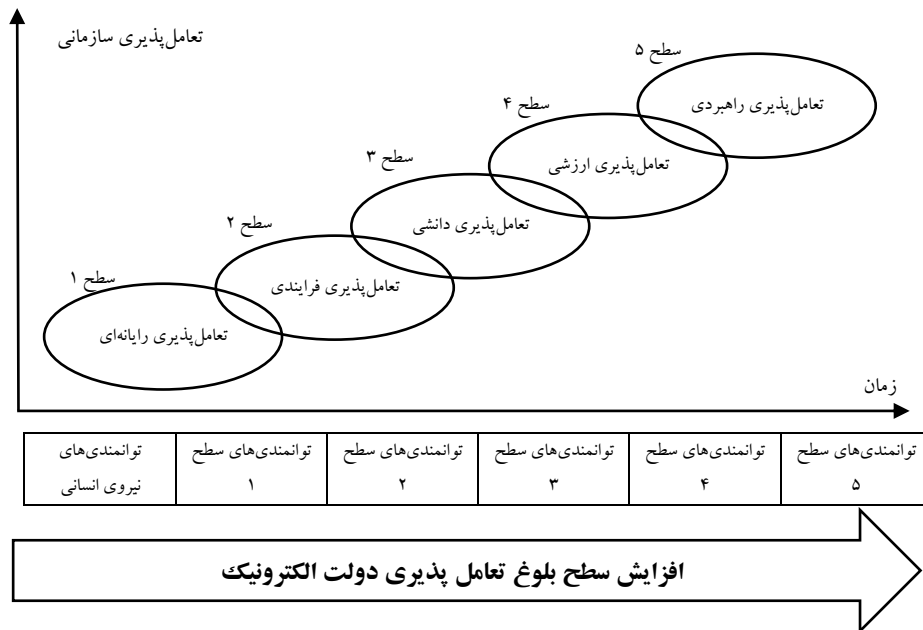 تعامل‌پذیری سازمانی
سطح ۵
تعامل‌پذیری راهبردی
سطح ۴
تعامل‌پذیری ارزشی
سطح ۳
تعامل‌پذیری دانشی
سطح ۲
تعامل‌پذیری فرایندی
سطح ۱
تعامل‌پذیری رایانه‌ای
زمان
توانمندی‌های
نیروی انسانی
توانمندی‌های سطح
۱
توانمندی‌های سطح
۲
توانمندی‌های سطح
۳
توانمندی‌های سطح
۴
توانمندی‌های سطح
۵
افزایش سطح بلوغ تعامل پذیری دولت الکترونیک